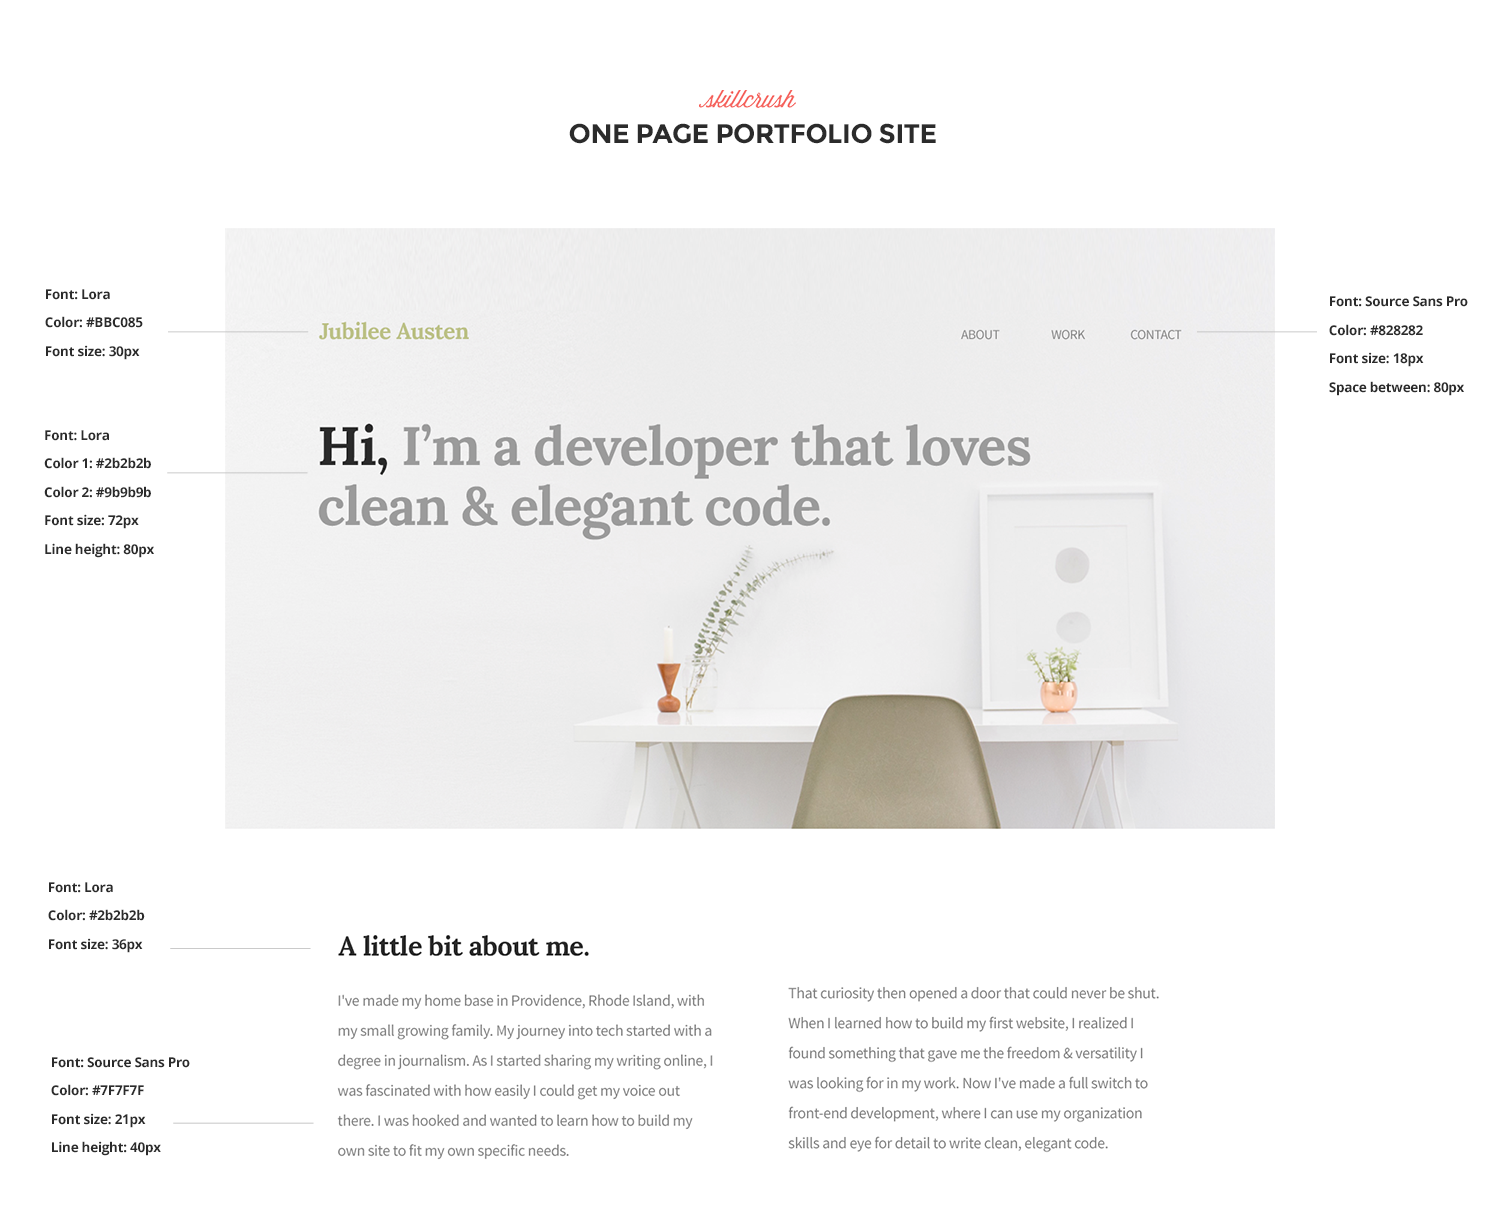 skillcrush
ONE PAGE PORTFOLIO SITE
Font: Lora
Color: #BBC085
Font size: 30px
Jubilee Austen
ABOUT WORK CONTACT
Font: Source Sans Pro
Color: #828282
Font size: 18px
Space between: 80px
Font: Lora
Color 1: #2b2b2b
Color 2: #9b9b9b
Font size: 72px
Line height: 80px
Hi, I’m a developer that loves
clean & elegant code.
Font: Lora
Color: #2b2b2b
Font size: 36px
A little bit about me.
Font: Source Sans Pro
Color: #7F7F7F
Font size: 21px
Line height: 40px
I've made my home base in Providence, Rhode Island, with
my small growing family. My journey into tech started with a
degree in journalism. As I started sharing my writing online, I
was fascinated with how easily I could get my voice out
there. I was hooked and wanted to learn how to build my
own site to fit my own specific needs.
That curiosity then opened a door that could never be shut.
When I learned how to build my first website, I realized I
found something that gave me the freedom & versatility I
was looking for in my work. Now I've made a full switch to
front-end development, where I can use my organization
skills and eye for detail to write clean, elegant code.